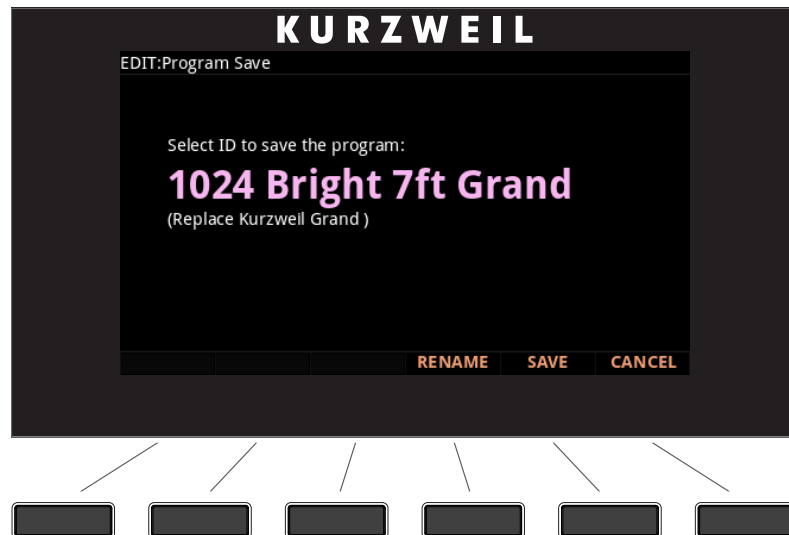 KURZWEIL
EDIT:Program Save
Select ID to save the program:
1024 Bright 7ft Grand
(Replace Kurzweil Grand )
RENAME SAVE CANCEL